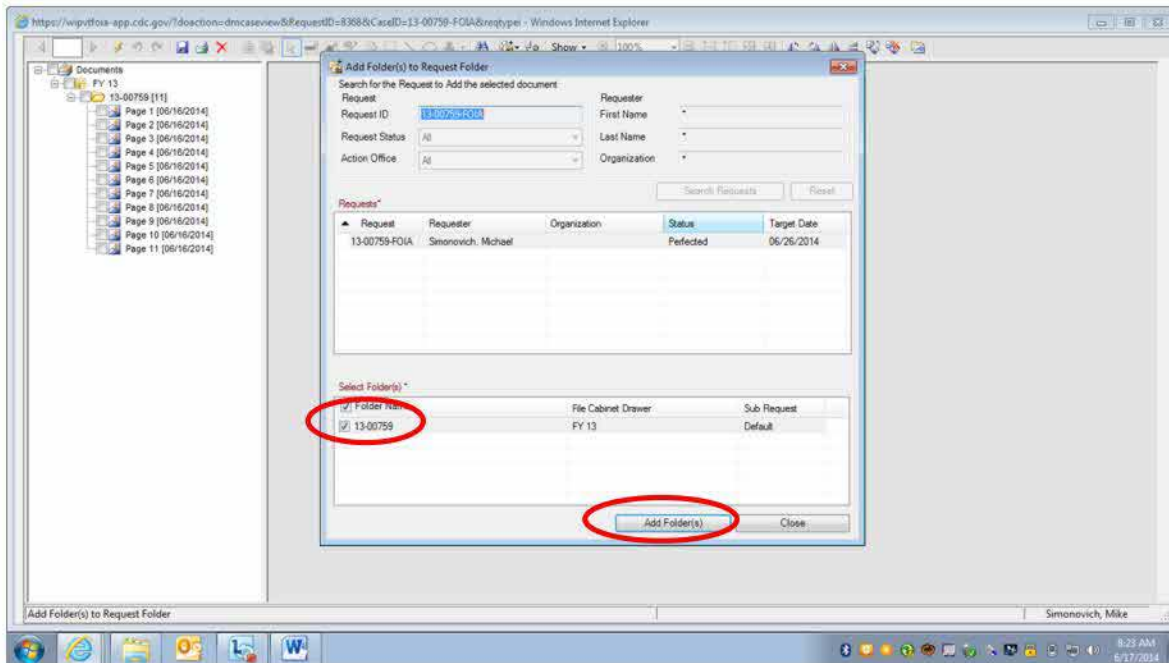 https://wipvtfoia-app.cdc.gov/?doaction=drncaseview&RequestID=8368&CaseID=13-00759-FOIA&reqtypei - Windows Internet Explorer
Show 100%
Documents
FY 13
13-00759 [11]
Page 1 [06/16/2014]
Page 2 [06/16/2014]
Page 3 [06/16/2014]
Page 4 [06/16/2014]
Page 5 [06/16/2014]
Page 6 [06/16/2014]
Page 7 [06/16/2014]
Page 8 [06/16/2014]
Page 9 [06/16/2014]
Page 10 [06/16/2014]
Page 11 [06/16/2014]
Add Folder(s) to Request Folder
Search for the Request to Add the selected document
Request Requester
Request ID 13-00759-FOIA First Name *
Request Status All Last Name *
Action Office All Organization *
Search Requests Reset
Requests*
Request Requester Organization Status Target Date
13-00759-FOIA Simonovich, Michael Perfected 06/26/2014
Select Folder(s) *
Folder Na File Cabinet Drawer Sub Request
13-00759 FY 13 Default
Add Folder(s) Close
Add Folder(s) to Request Folder Simonovich, Mike
8:23 AM
6/17/2014